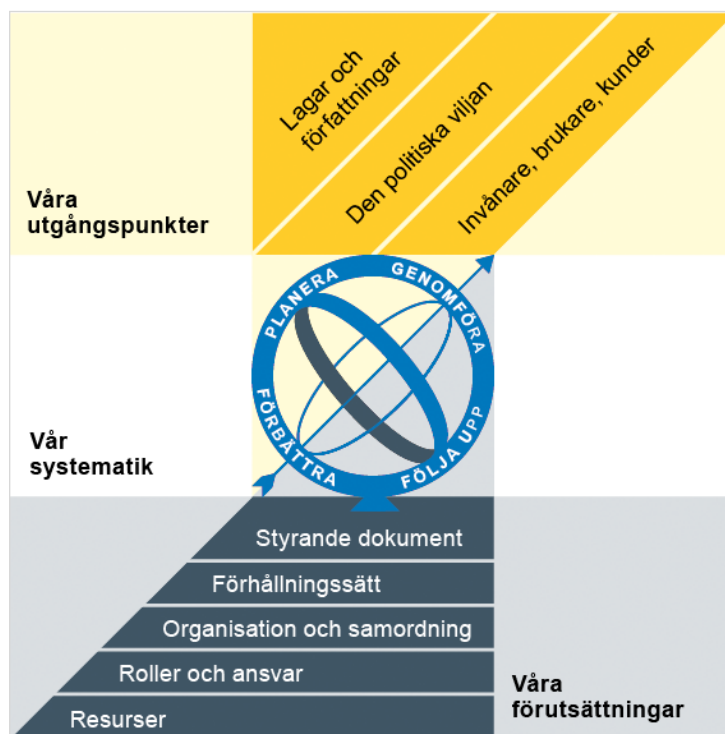 Lagar och
författningar
Den politiska viljan
Invånare, brukare, kunder
Våra
utgångspunkter
PLANERA
GENOMFÖRA
FÖRBÄTTRA
FÖLJA UPP
Vår
systematik
Styrande dokument
Förhållningssätt
Organisation och samordning
Roller och ansvar
Resurser
Våra
förutsättningar